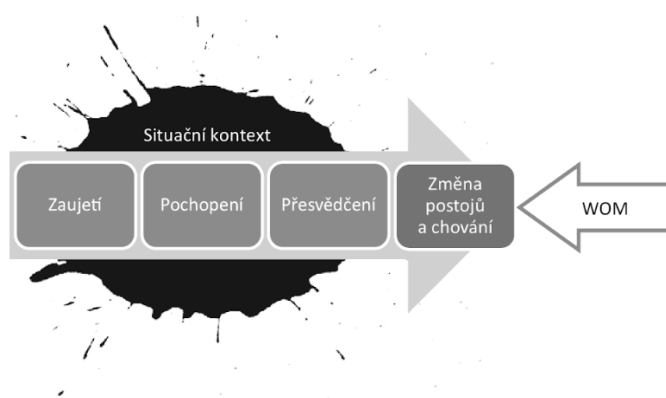 Situační kontext
Zaujetí
Pochopení
Přesvědčení
Změna
postojů
a chování
WOM